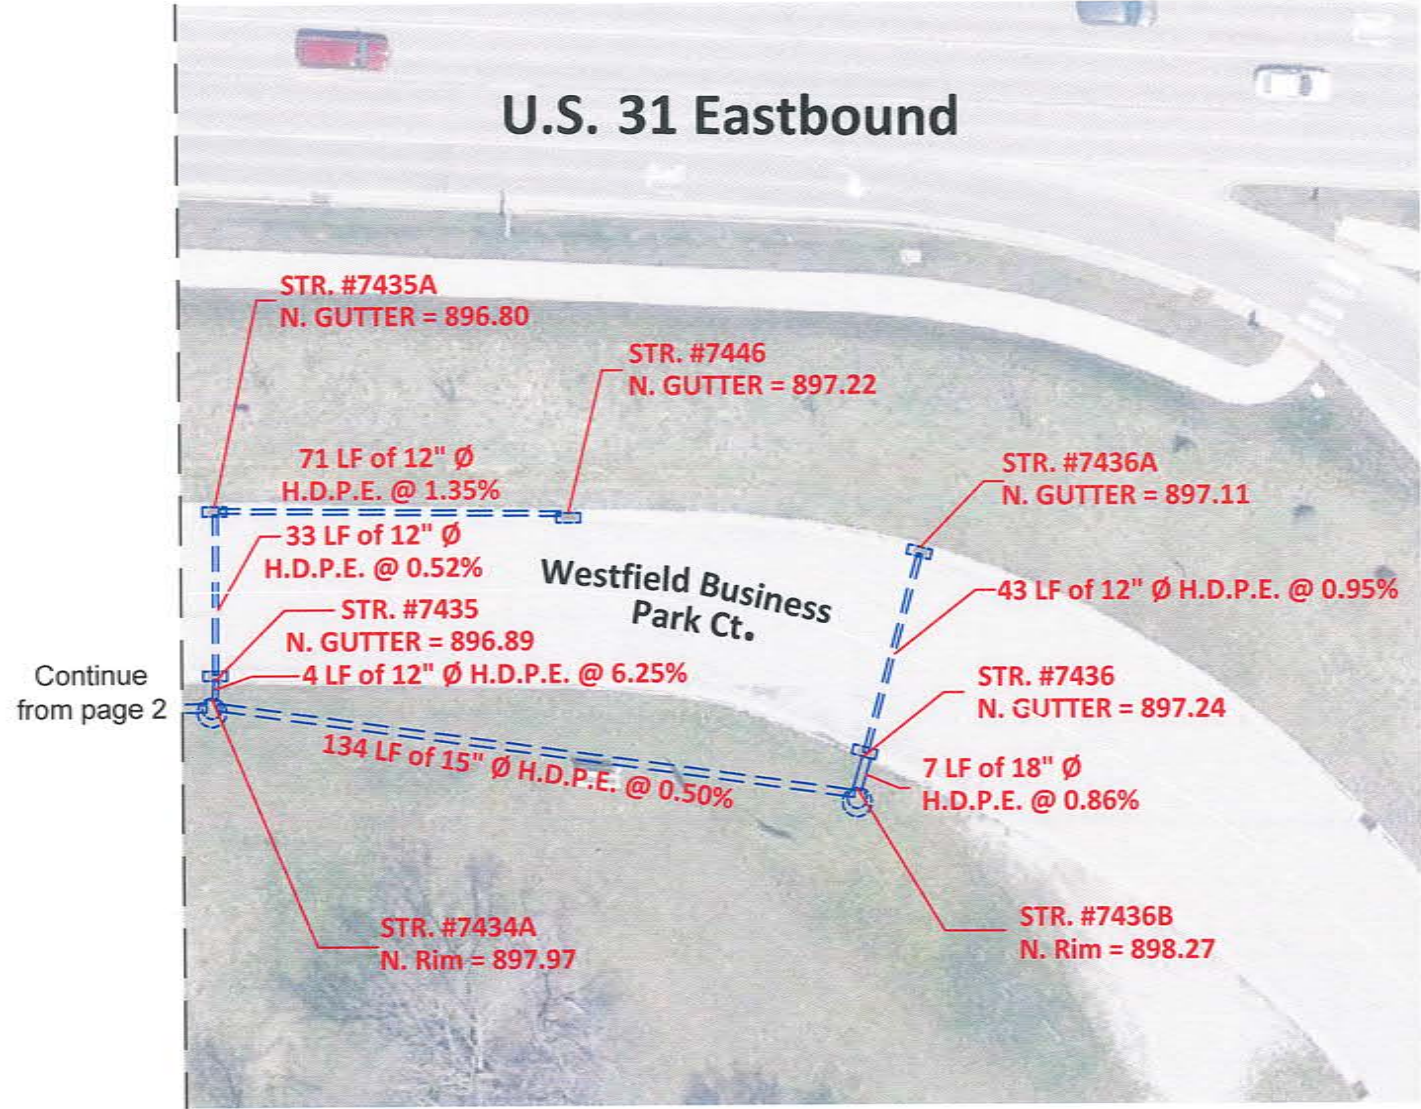 U.S. 31 Eastbound
STR. #7435A
N. GUTTER = 896.80
STR. #7446
N. GUTTER = 897.22
71 LF of 12" Ø
H.D.P.E. @ 1.35%
STR. #7436A
N. GUTTER = 897.11
33 LF of 12" Ø
H.D.P.E. @ 0.52%
Westfield Business
Park Ct.
43 LF of 12" Ø H.D.P.E. @ 0.95%
STR. #7435
N. GUTTER = 896.89
4 LF of 12" Ø H.D.P.E. @ 6.25%
Continue
from page 2
STR. #7436
N. GUTTER = 897.24
134 LF of 15" Ø H.D.P.E. @ 0.50%
7 LF of 18" Ø
H.D.P.E. @ 0.86%
STR. #7434A
N. Rim = 897.97
STR. #7436B
N. Rim = 898.27